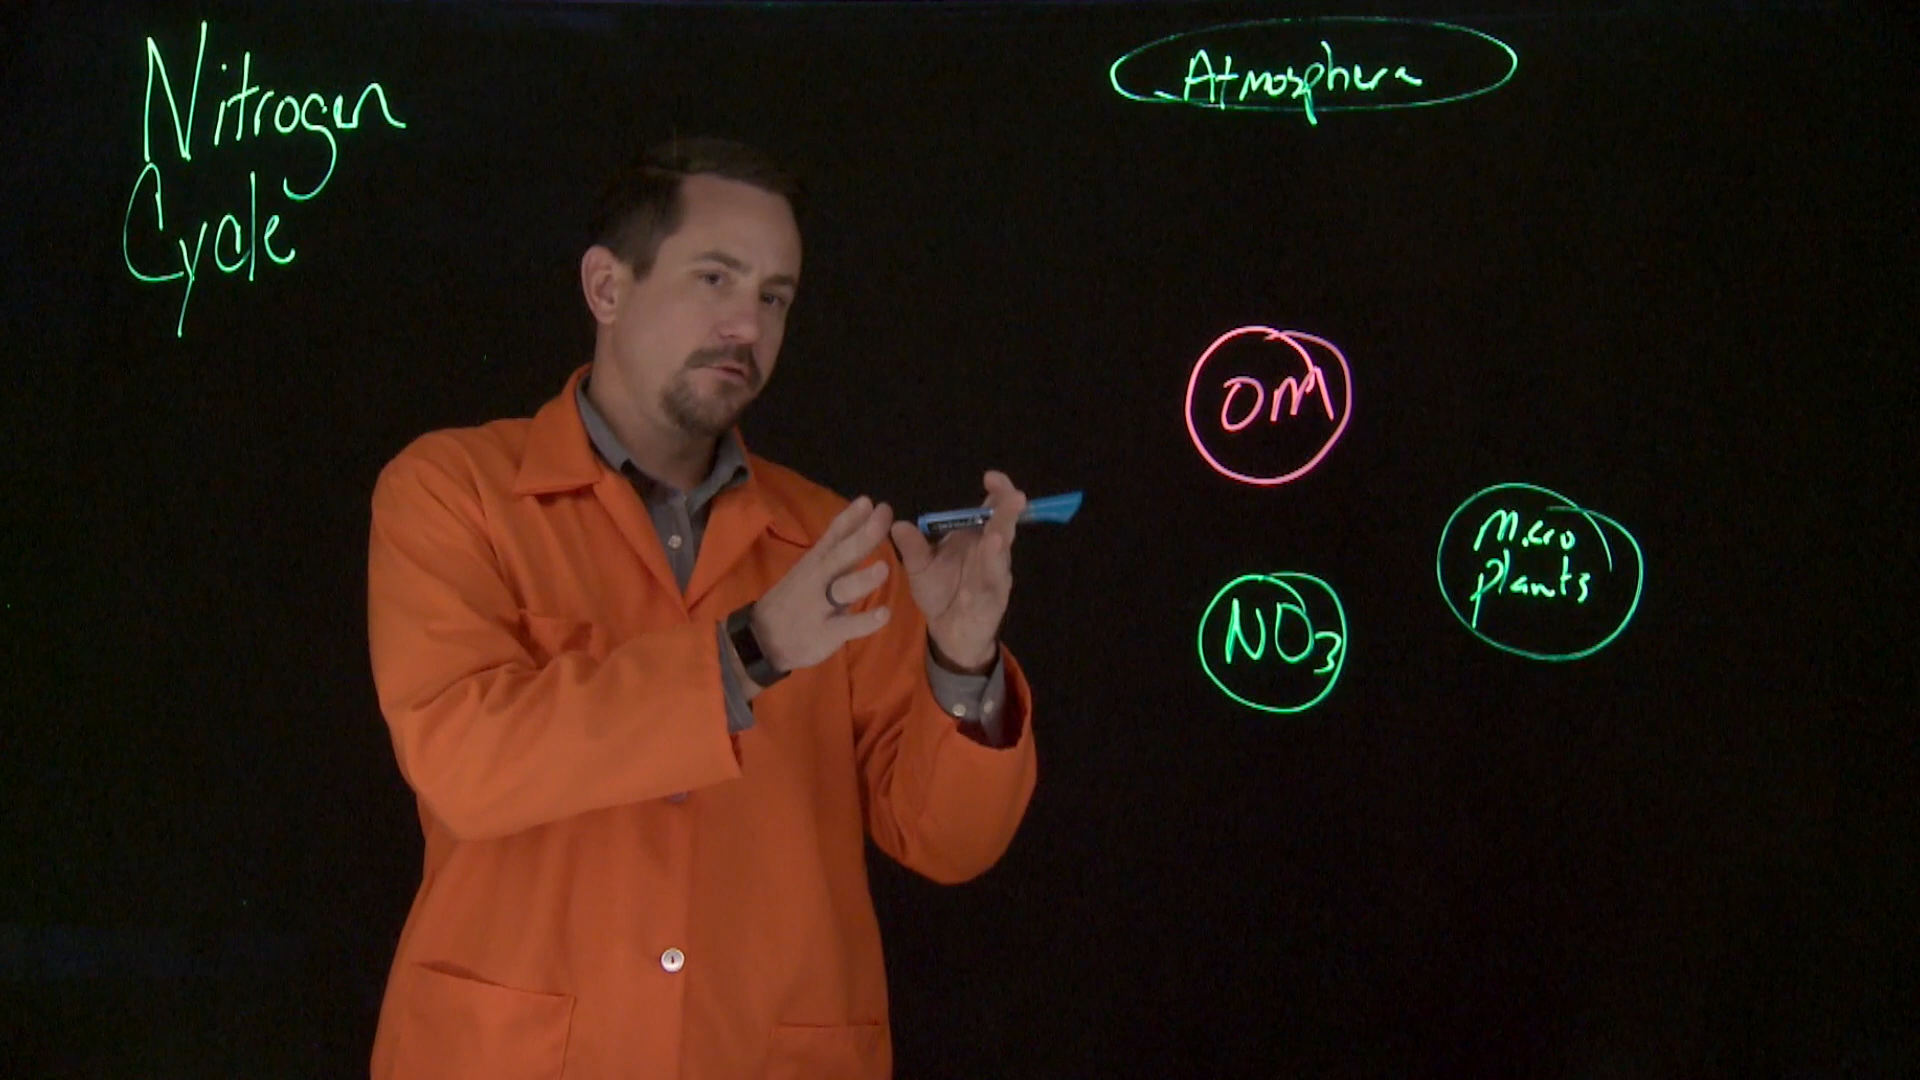 Nitrogen
Cycle
Atmosphere
OM
Micro
plants
NO3